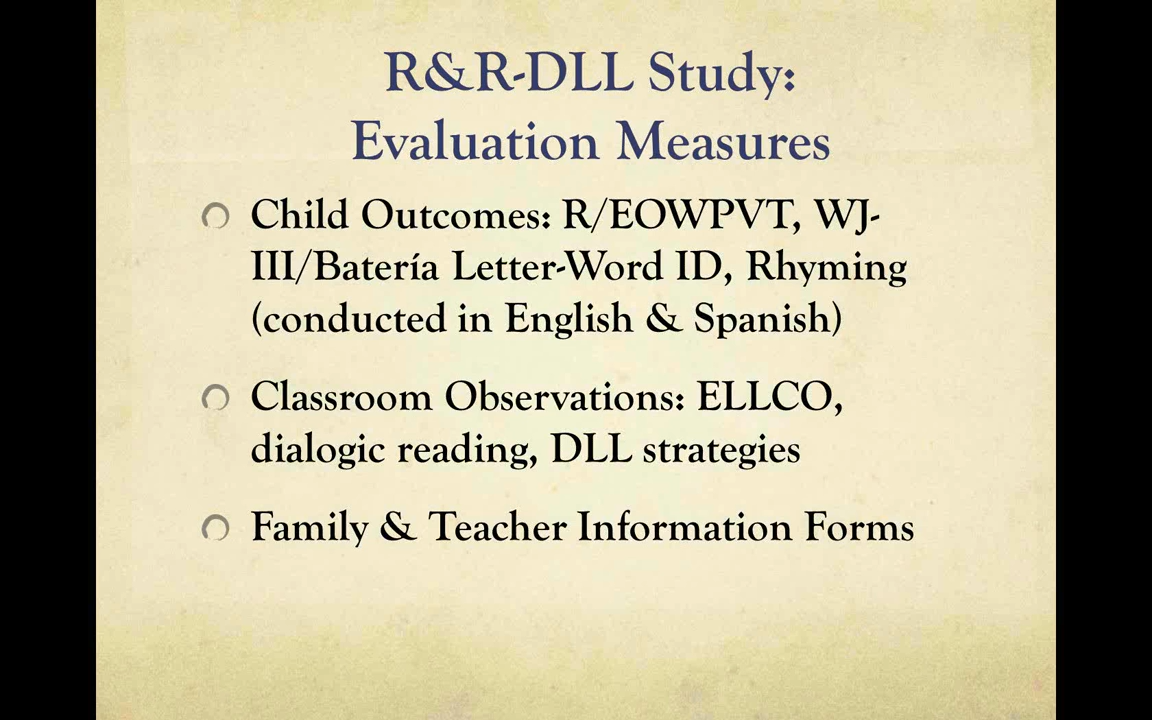 R&R-DLL Study:
Evaluation Measures
Child Outcomes: R/EOWPVT, WJ-
III/Batería Letter-Word ID, Rhyming
(conducted in English & Spanish)
Classroom Observations: ELLCO,
dialogic reading, DLL strategies
Family & Teacher Information Forms